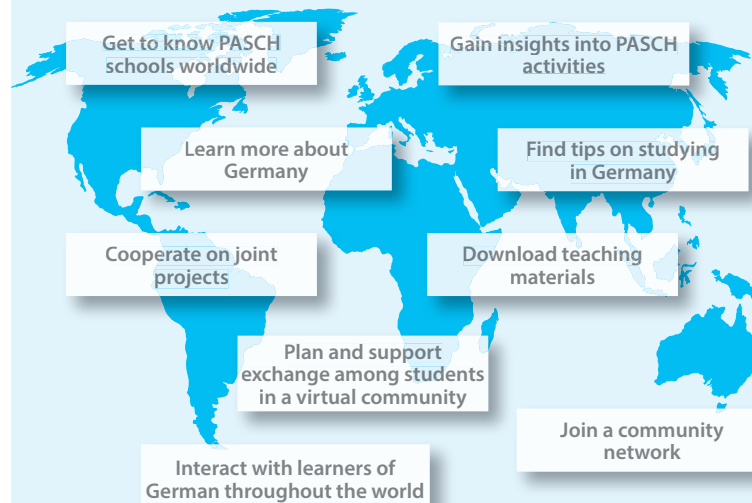 Get to know PASCH
schools worldwide
Gain insights into PASCH
activities
Learn more about
Germany
Find tips on studying
in Germany
Cooperate on joint
projects
Download teaching
materials
Plan and support
exchange among students
in a virtual community
Join a community
network
Interact with learners of
German throughout the world